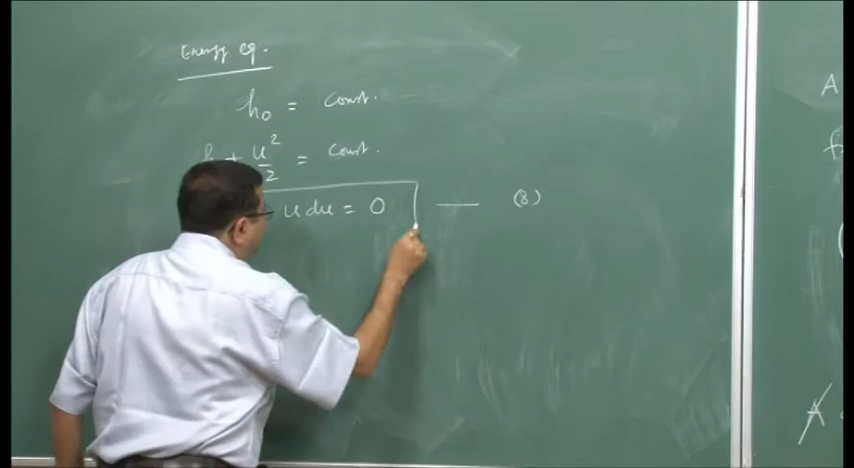 Energy eq.
h₀ = Const.
h + u²/2 = Const.
u du = 0 — (8)
A
A